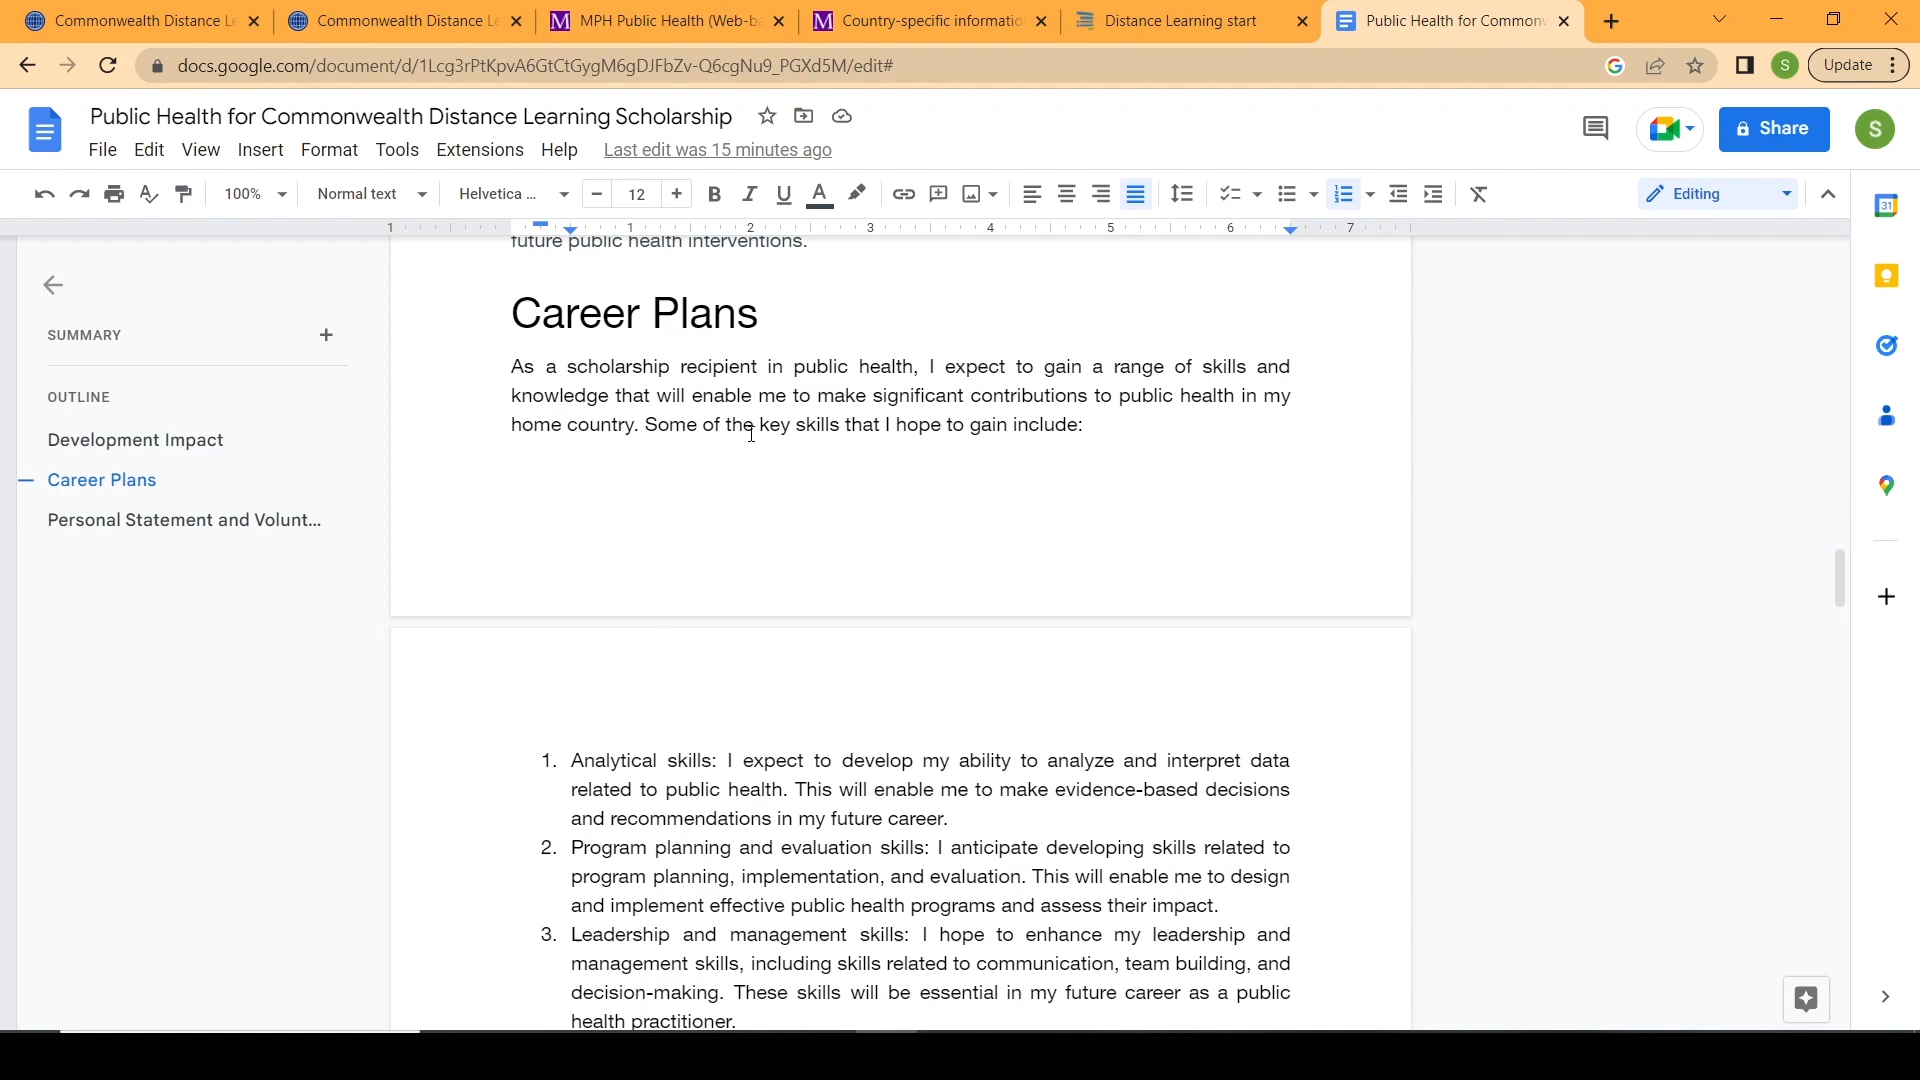 Commonwealth Distance Le
Commonwealth Distance Le
MPH Public Health (Web-ba
Country-specific informatio
Distance Learning start
Public Health for Common
docs.google.com/document/d/1Lcg3rPtKpvA6GtCtGygM6gDJFbZv-Q6cgNu9_PGXd5M/edit#
S
Update
Public Health for Commonwealth Distance Learning Scholarship
Share
S
File Edit View Insert Format Tools Extensions Help Last edit was 15 minutes ago
100% Normal text Helvetica ... 12 B I U A Editing
31
1 1 2 3 4 5 6 7
future public health interventions.
SUMMARY
OUTLINE
Development Impact
Career Plans
Personal Statement and Volunt...
Career Plans
As a scholarship recipient in public health, I expect to gain a range of skills and
knowledge that will enable me to make significant contributions to public health in my
home country. Some of the key skills that I hope to gain include:
1. Analytical skills: I expect to develop my ability to analyze and interpret data
related to public health. This will enable me to make evidence-based decisions
and recommendations in my future career.
2. Program planning and evaluation skills: I anticipate developing skills related to
program planning, implementation, and evaluation. This will enable me to design
and implement effective public health programs and assess their impact.
3. Leadership and management skills: I hope to enhance my leadership and
management skills, including skills related to communication, team building, and
decision-making. These skills will be essential in my future career as a public
health practitioner.